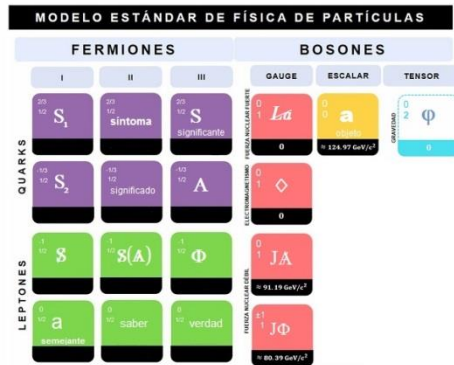 MODELO ESTÁNDAR DE FÍSICA DE PARTÍCULAS
FERMIONES
BOSONES
I II III
GAUGE ESCALAR TENSOR
QUARKS
2/3
1/2
S₁
2/3
1/2
síntoma
2/3
1/2
S
significante
-1/3
1/2
S₂
-1/3
1/2
significado
-1/3
1/2
A
LEPTONES
-1
1/2
-1
1/2
-1
1/2
Φ
0
1/2
a
semejante
0
1/2
saber
0
1/2
verdad
FUERZA NUCLEAR FUERTE
0
1
La
0
0
0
a
objeto
≈ 124.97 GeV/c²
GRAVEDAD
0
2
φ
0
ELECTROMAGNETISMO
0
1
◊
0
FUERZA NUCLEAR DÉBIL
0
1
JA
≈ 91.19 GeV/c²
±1
1
JΦ
≈ 80.39 GeV/c²